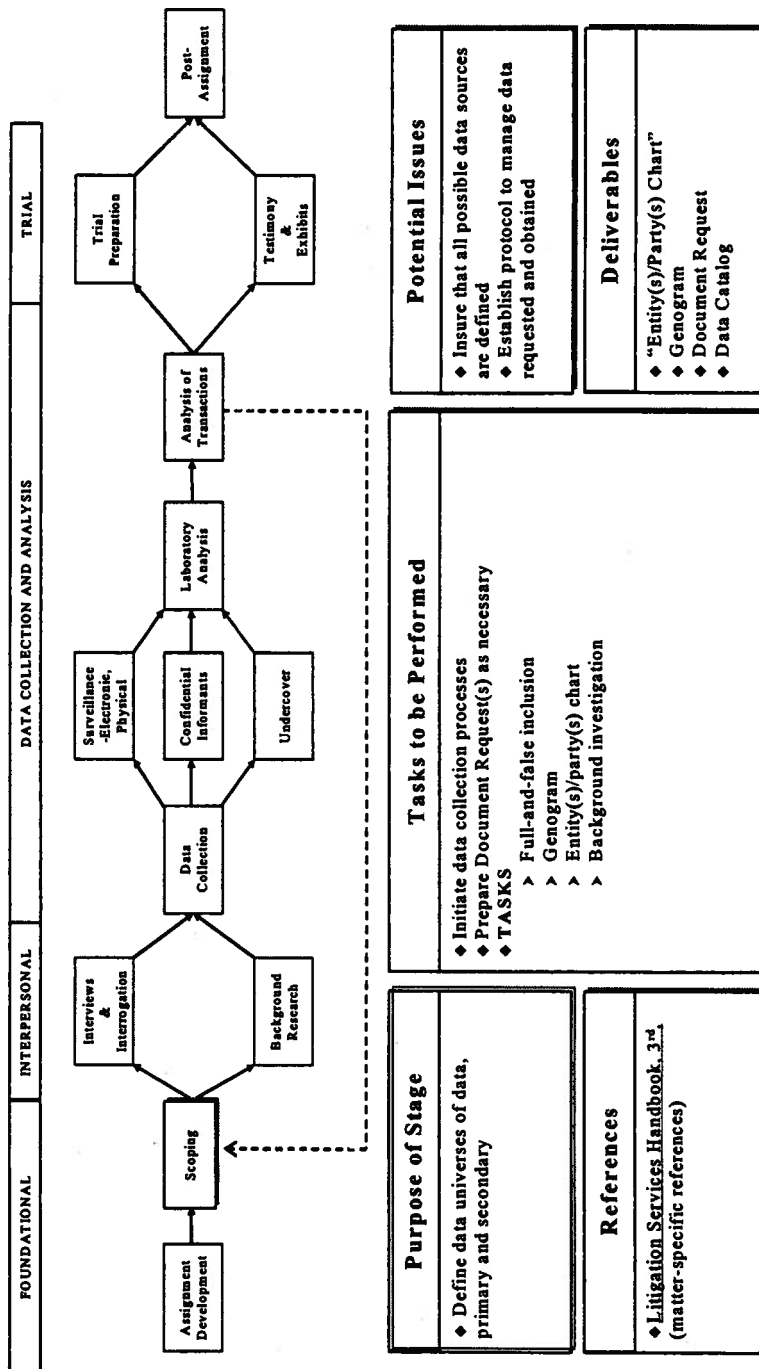 FOUNDATIONAL
INTERPERSONAL
DATA COLLECTION AND ANALYSIS
TRIAL
Assignment
Development
Scoping
Interviews
&
Interrogation
Background
Research
Data
Collection
Surveillance
-Electronic,
Physical
Confidential
Informants
Undercover
Laboratory
Analysis
Analysis of
Transactions
Trial
Preparation
Testimony
&
Exhibits
Post-
Assignment
Purpose of Stage
◆ Define data universes of data,
primary and secondary
References
◆ Litigation Services Handbook, 3rd,
(matter-specific references)
Tasks to be Performed
◆ Initiate data collection processes
◆ Prepare Document Request(s) as necessary
◆ TASKS
➢ Full-and-false inclusion
➢ Genogram
➢ Entity(s)/party(s) chart
➢ Background investigation
Potential Issues
◆ Insure that all possible data sources
are defined
◆ Establish protocol to manage data
requested and obtained
Deliverables
◆ “Entity(s)/Party(s) Chart”
◆ Genogram
◆ Document Request
◆ Data Catalog